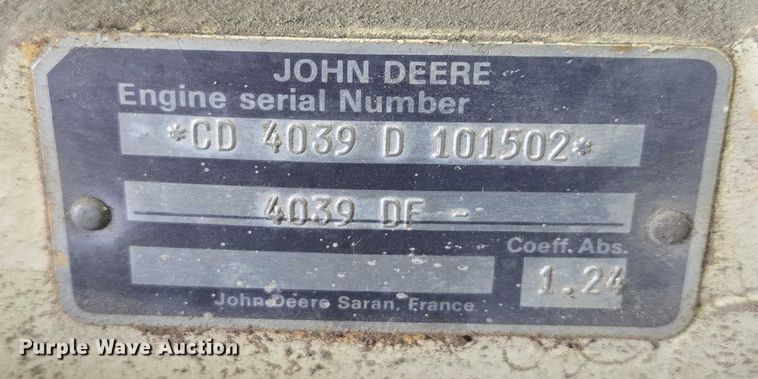 JOHN DEERE
Engine serial Number
*CD 4039 D 101502*
4039 DF -
Coeff. Abs.
1.24
John Deere Saran, France
Purple Wave Auction